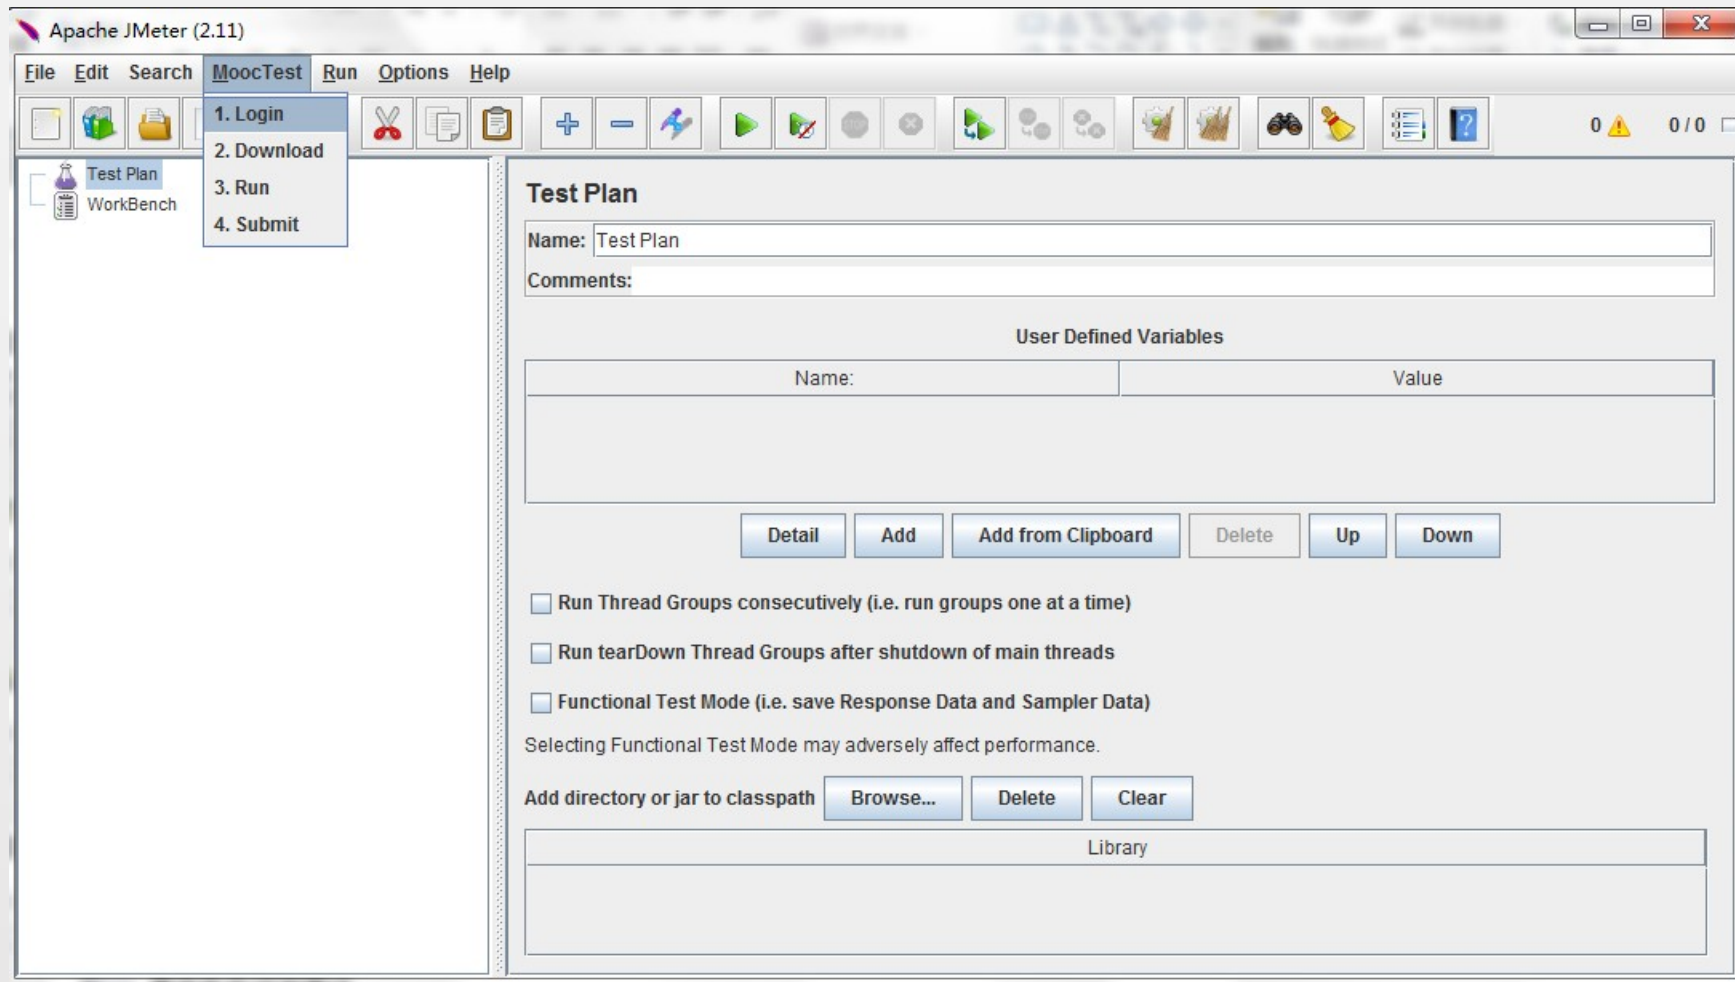 Apache JMeter (2.11)
File Edit Search MoocTest Run Options Help
1. Login
2. Download
3. Run
4. Submit
0 0 / 0
Test Plan
WorkBench
Test Plan
Name: Test Plan
Comments:
User Defined Variables
Name: Value
Detail Add Add from Clipboard Delete Up Down
Run Thread Groups consecutively (i.e. run groups one at a time)
Run tearDown Thread Groups after shutdown of main threads
Functional Test Mode (i.e. save Response Data and Sampler Data)
Selecting Functional Test Mode may adversely affect performance.
Add directory or jar to classpath Browse... Delete Clear
Library